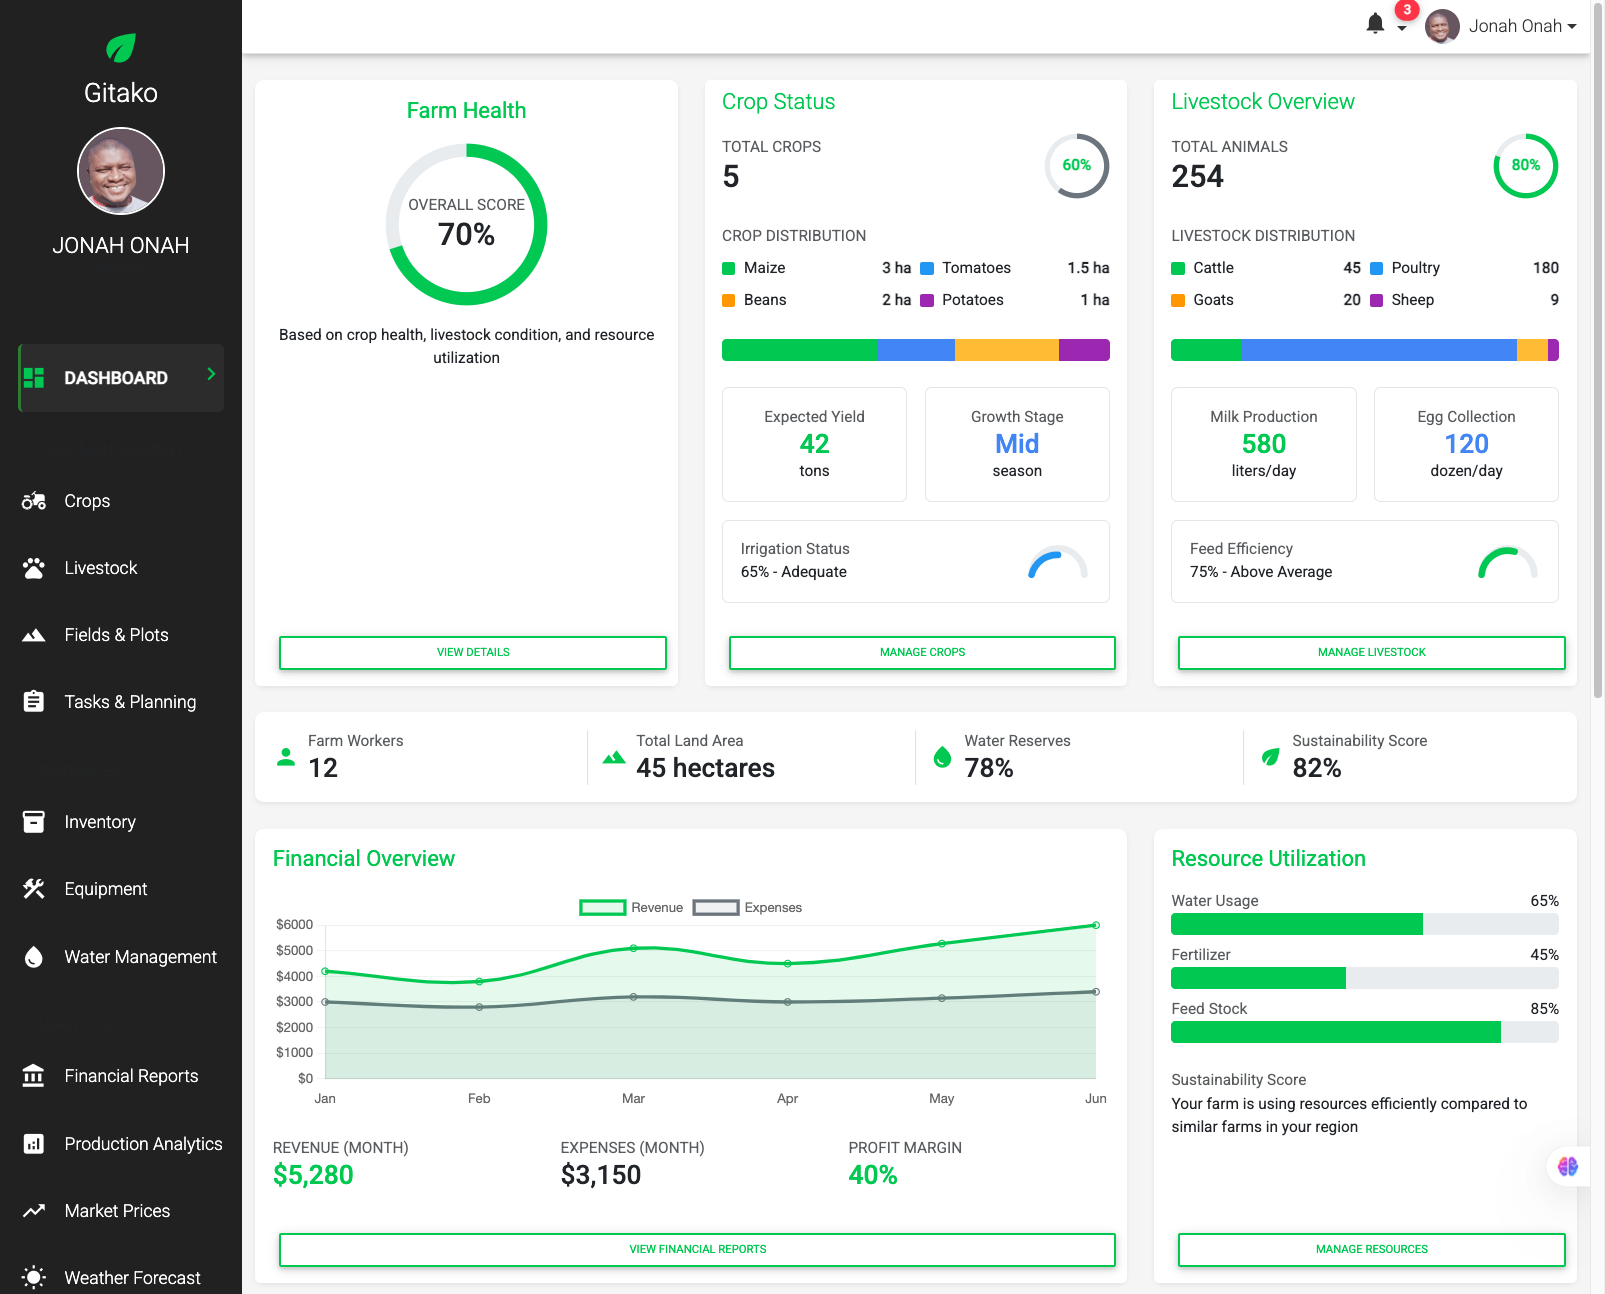 Gitako
JONAH ONAH
DASHBOARD
Crops
Livestock
Fields & Plots
Tasks & Planning
Inventory
Equipment
Water Management
Financial Reports
Production Analytics
Market Prices
Weather Forecast
3
Jonah Onah
Farm Health
OVERALL SCORE
70%
Based on crop health, livestock condition, and resource
utilization
VIEW DETAILS
Crop Status
TOTAL CROPS
5
60%
CROP DISTRIBUTION
Maize 3 ha Tomatoes 1.5 ha
Beans 2 ha Potatoes 1 ha
Expected Yield
42
tons
Growth Stage
Mid
season
Irrigation Status
65% - Adequate
MANAGE CROPS
Livestock Overview
TOTAL ANIMALS
254
80%
LIVESTOCK DISTRIBUTION
Cattle 45 Poultry 180
Goats 20 Sheep 9
Milk Production
580
liters/day
Egg Collection
120
dozen/day
Feed Efficiency
75% - Above Average
MANAGE LIVESTOCK
Farm Workers
12
Total Land Area
45 hectares
Water Reserves
78%
Sustainability Score
82%
Financial Overview
Revenue Expenses
$6000
$5000
$4000
$3000
$2000
$1000
$0
Jan Feb Mar Apr May Jun
REVENUE (MONTH)
$5,280
EXPENSES (MONTH)
$3,150
PROFIT MARGIN
40%
VIEW FINANCIAL REPORTS
Resource Utilization
Water Usage 65%
Fertilizer 45%
Feed Stock 85%
Sustainability Score
Your farm is using resources efficiently compared to
similar farms in your region
MANAGE RESOURCES